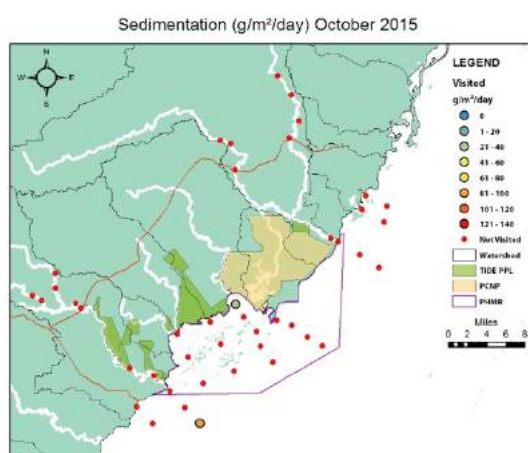 Sedimentation (g/m²/day) October 2015
N
W E
S
LEGEND
Visited
g/m²/day
0
1 - 20
21 - 40
41 - 60
61 - 80
81 - 100
101 - 120
121 - 140
Not Visited
Watershed
TIDE PPL
PCNP
PHMR
Miles
0 2 4 6 8